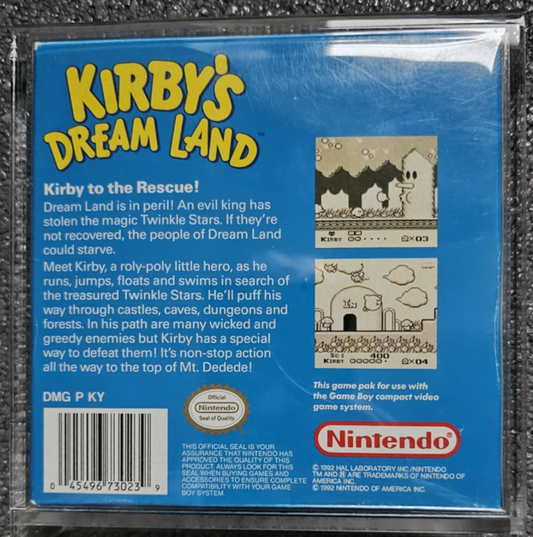 KIRBY'S
DREAM LAND™
Kirby to the Rescue!
Dream Land is in peril! An evil king has
stolen the magic Twinkle Stars. If they're
not recovered, the people of Dream Land
could starve.
Meet Kirby, a roly-poly little hero, as he
runs, jumps, floats and swims in search of
the treasured Twinkle Stars. He'll puff his
way through castles, caves, dungeons and
forests. In his path are many wicked and
greedy enemies but Kirby has a special
way to defeat them! It's non-stop action
all the way to the top of Mt. Dedede!
DMG P KY
0 45496 73023 9
Official
Nintendo
Seal of Quality
THIS OFFICIAL SEAL IS YOUR
ASSURANCE THAT NINTENDO HAS
APPROVED THE QUALITY OF THIS
PRODUCT. ALWAYS LOOK FOR THIS
SEAL WHEN BUYING GAMES AND
ACCESSORIES TO ENSURE COMPLETE
COMPATIBILITY WITH YOUR GAME
BOY SYSTEM
KIRBY
×03
SC: 400
KIRBY
×04
This game pak for use with
the Game Boy compact video
game system.
Nintendo®
© 1992 HAL LABORATORY INC/NINTENDO
TM AND ® ARE TRADEMARKS OF NINTENDO OF
AMERICA INC.
© 1992 NINTENDO OF AMERICA INC.